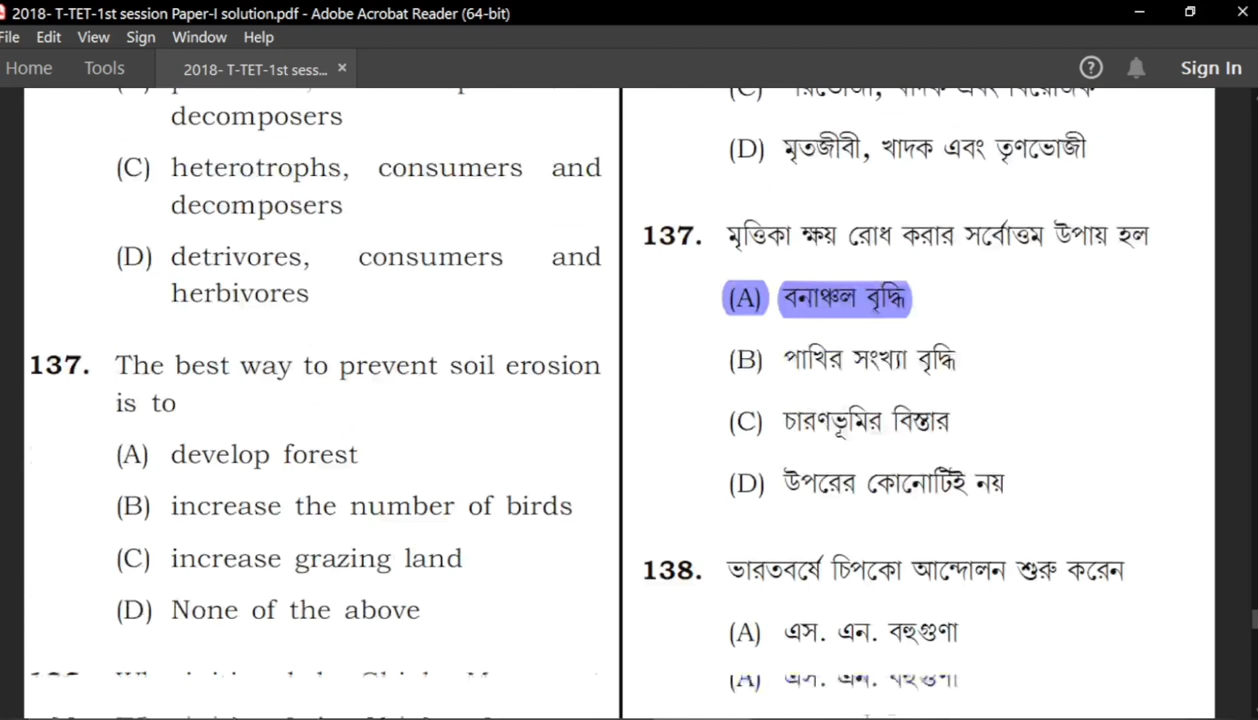 2018- T-TET-1st session Paper-I solution.pdf - Adobe Acrobat Reader (64-bit)
File Edit View Sign Window Help
Home Tools 2018- T-TET-1st sess... × ? Sign In
decomposers
(C) heterotrophs, consumers and
decomposers
(D) detrivores, consumers and
herbivores
137. The best way to prevent soil erosion
is to
(A) develop forest
(B) increase the number of birds
(C) increase grazing land
(D) None of the above
(D) মৃতজীবী, খাদক এবং তৃণভোজী
137. মৃত্তিকা ক্ষয় রোধ করার সর্বোত্তম উপায় হল
(A) বনাঞ্চল বৃদ্ধি
(B) পাখির সংখ্যা বৃদ্ধি
(C) চারণভূমির বিস্তার
(D) উপরের কোনোটিই নয়
138. ভারতবর্ষে চিপকো আন্দোলন শুরু করেন
(A) এস. এন. বহুগুণা
(A) এস. এন. বহুগুণা